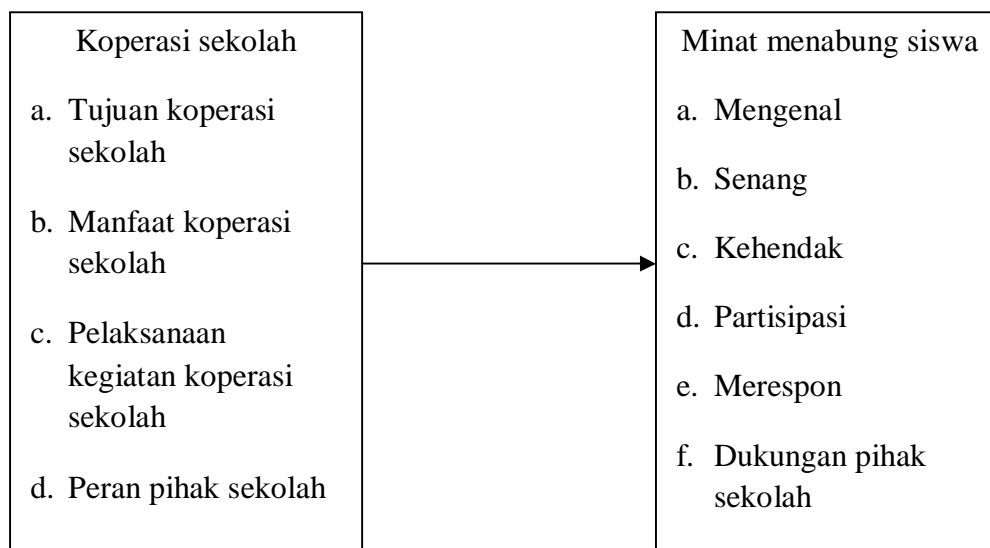 Koperasi sekolah
a. Tujuan koperasi
sekolah
b. Manfaat koperasi
sekolah
c. Pelaksanaan
kegiatan koperasi
sekolah
d. Peran pihak sekolah
Minat menabung siswa
a. Mengenal
b. Senang
c. Kehendak
d. Partisipasi
e. Merespon
f. Dukungan pihak
sekolah